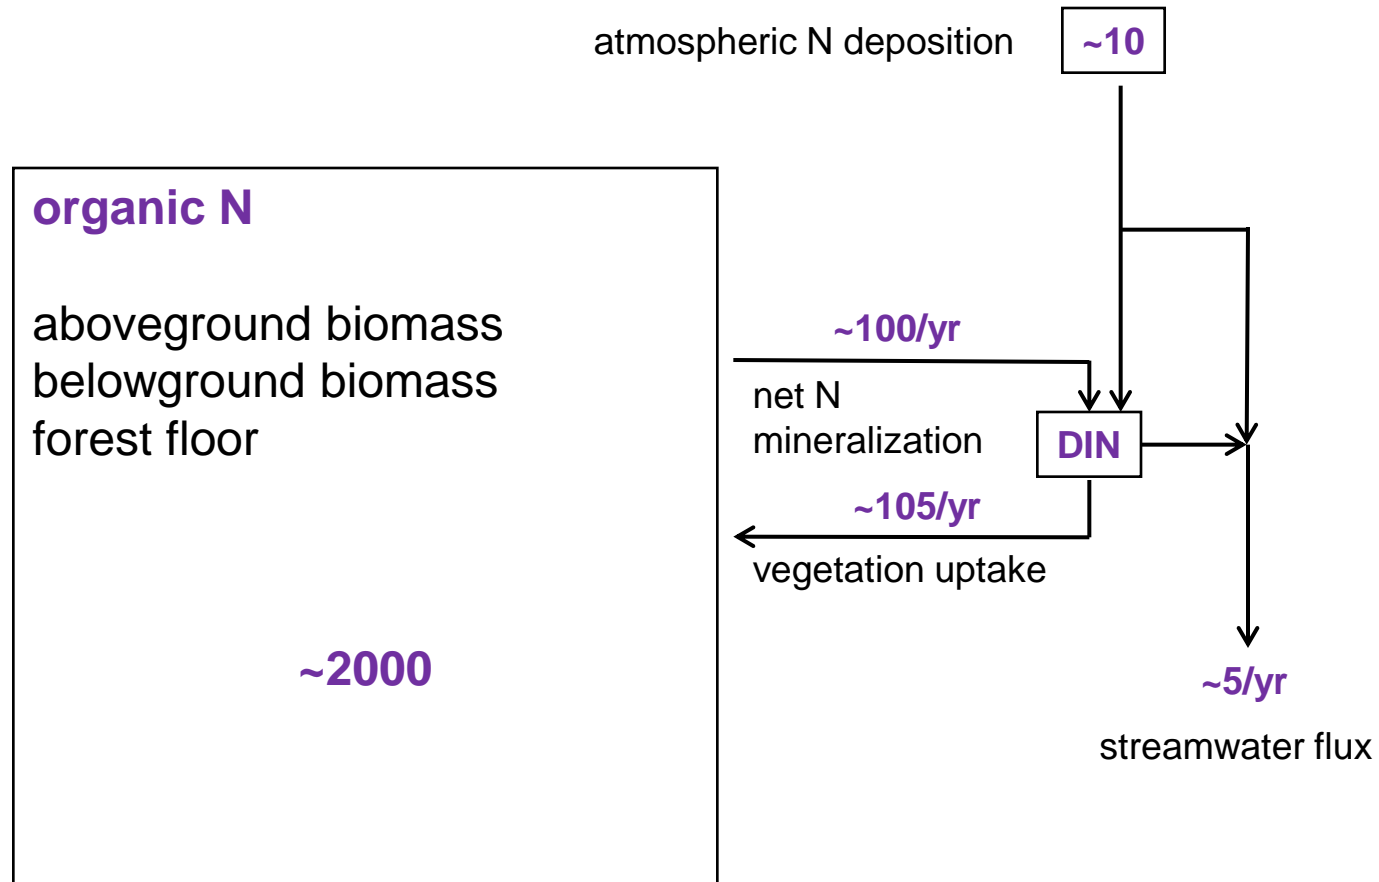 atmospheric N deposition
~10
organic N
aboveground biomass
belowground biomass
forest floor
~2000
~100/yr
net N
mineralization
DIN
~105/yr
vegetation uptake
~5/yr
streamwater flux